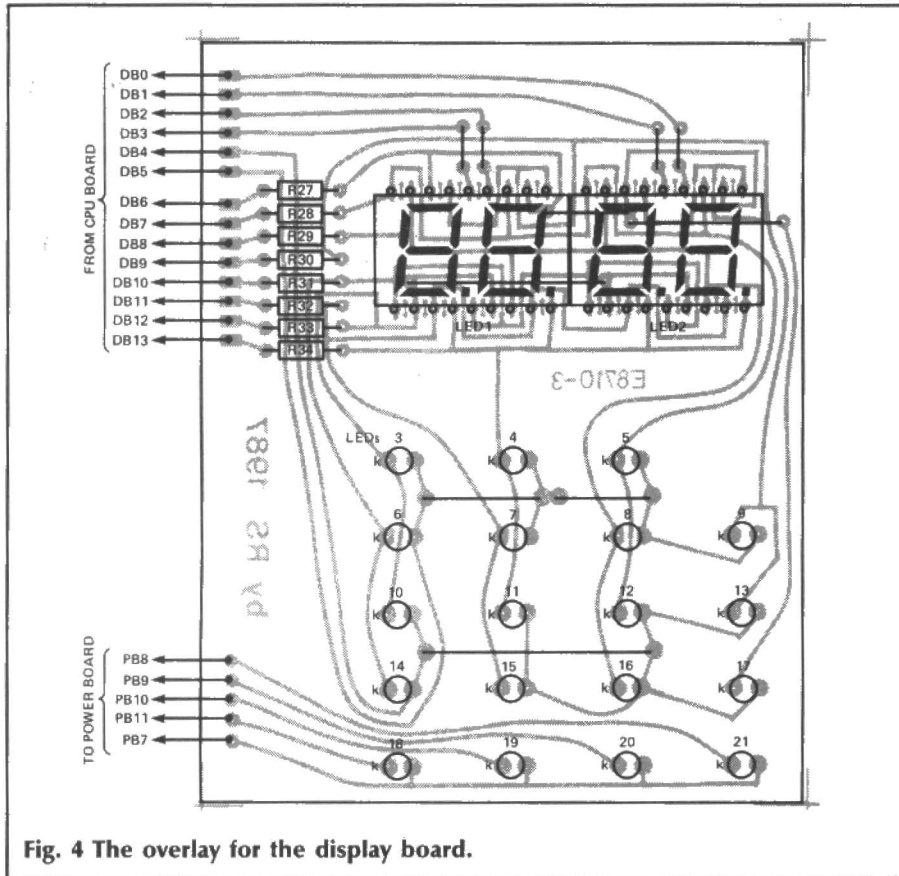 DB0
DB1
DB2
DB3
DB4
DB5
DB6
DB7
DB8
DB9
DB10
DB11
DB12
DB13
FROM CPU BOARD
R27
R28
R29
R30
R31
R32
R33
R34
LED1
LED2
E8710-3
by RS 1987
LEDs 3 4 5
k k k
6 7 8 9
k k k k
10 11 12 13
k k k k
14 15 16 17
k k k k
18 19 20 21
k k k k
TO POWER BOARD
PB8
PB9
PB10
PB11
PB7
Fig. 4 The overlay for the display board.